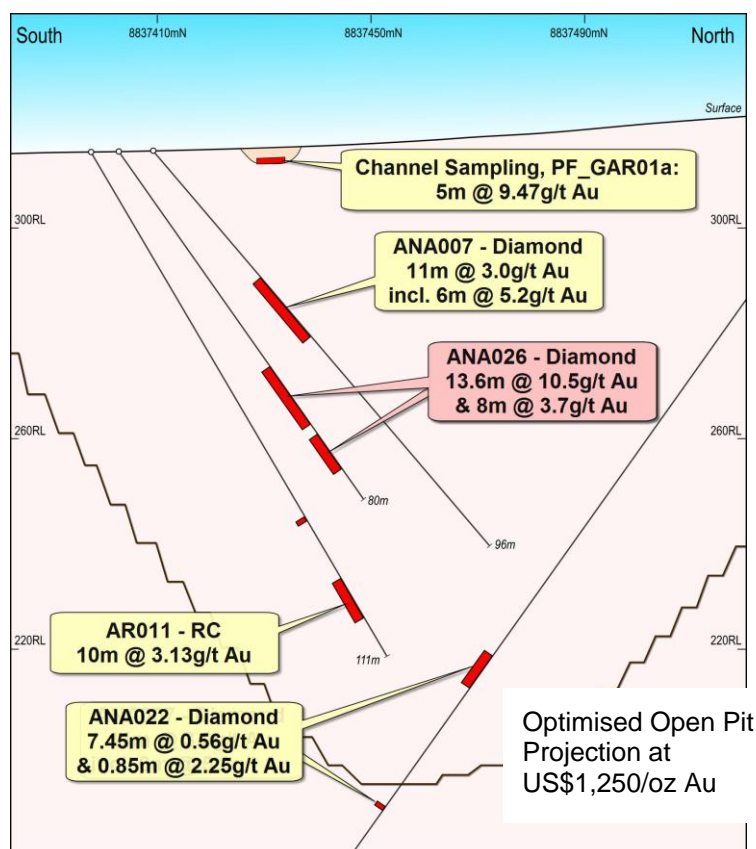 South
8837410mN
8837450mN
8837490mN
North
Surface
Channel Sampling, PF_GAR01a:
5m @ 9.47g/t Au
300RL
300RL
ANA007 - Diamond
11m @ 3.0g/t Au
incl. 6m @ 5.2g/t Au
ANA026 - Diamond
13.6m @ 10.5g/t Au
& 8m @ 3.7g/t Au
260RL
260RL
80m
96m
AR011 - RC
10m @ 3.13g/t Au
220RL
220RL
111m
ANA022 - Diamond
7.45m @ 0.56g/t Au
& 0.85m @ 2.25g/t Au
Optimised Open Pit
Projection at
US$1,250/oz Au